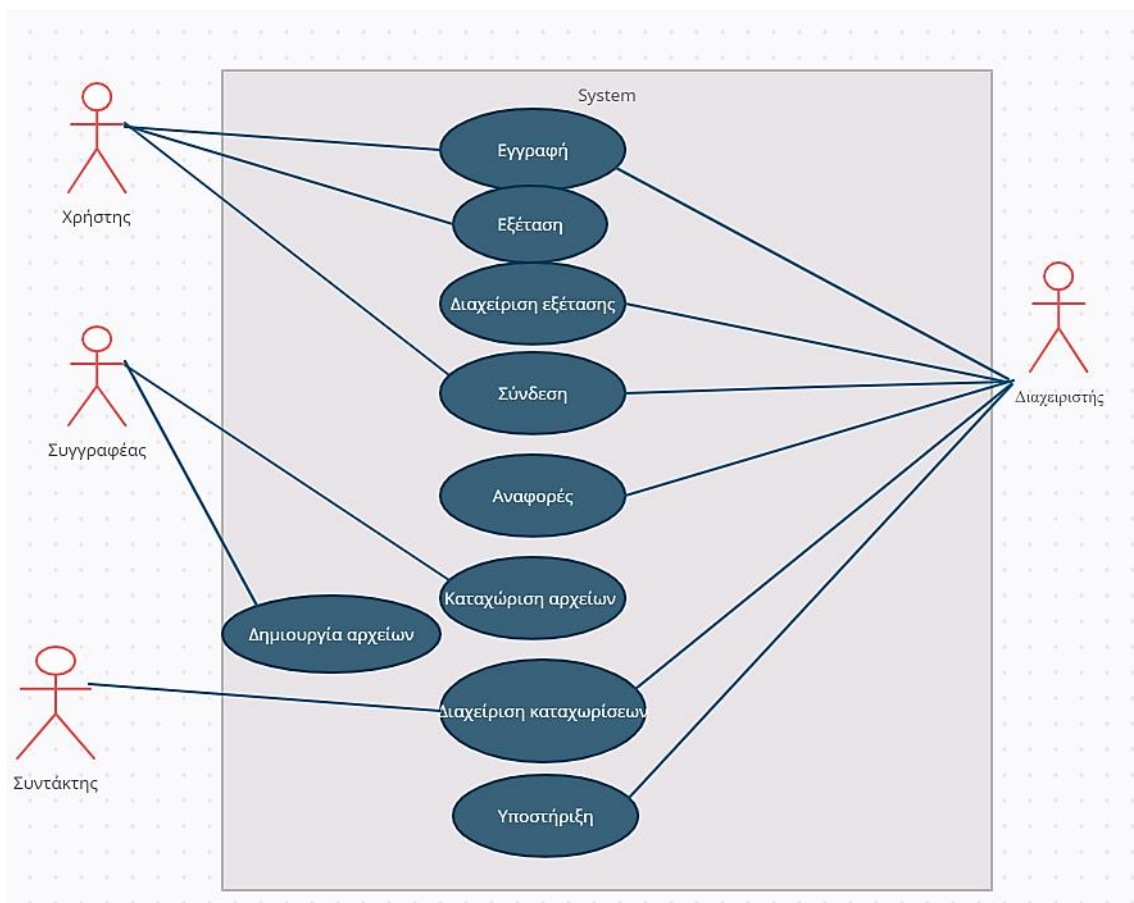 System
Χρήστης
Εγγραφή
Εξέταση
Διαχείριση εξέτασης
Σύνδεση
Διαχειριστής
Συγγραφέας
Αναφορές
Καταχώριση αρχείων
Δημιουργία αρχείων
Διαχείριση καταχωρίσεων
Συντάκτης
Υποστήριξη